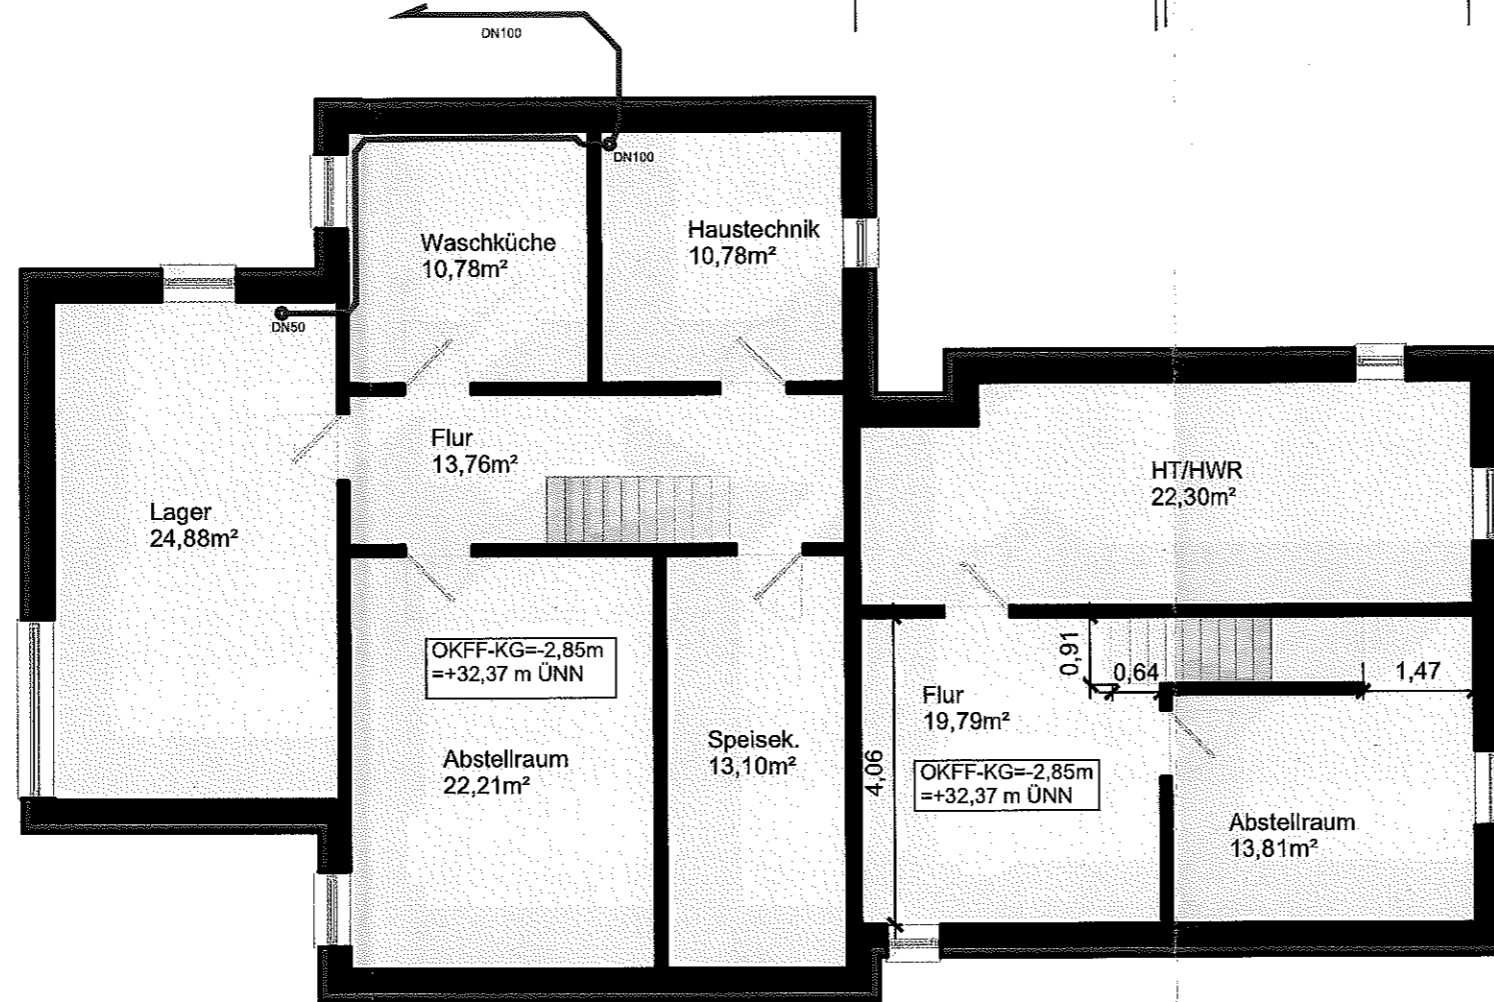 DN100
DN100
Waschküche
10,78m²
Haustechnik
10,78m²
DN50
Flur
13,76m²
Lager
24,88m²
HT/HWR
22,30m²
OKFF-KG=-2,85m
=+32,37 m ÜNN
Abstellraum
22,21m²
Speisek.
13,10m²
0,91
0,64
1,47
Flur
19,79m²
4,06
OKFF-KG=-2,85m
=+32,37 m ÜNN
Abstellraum
13,81m²